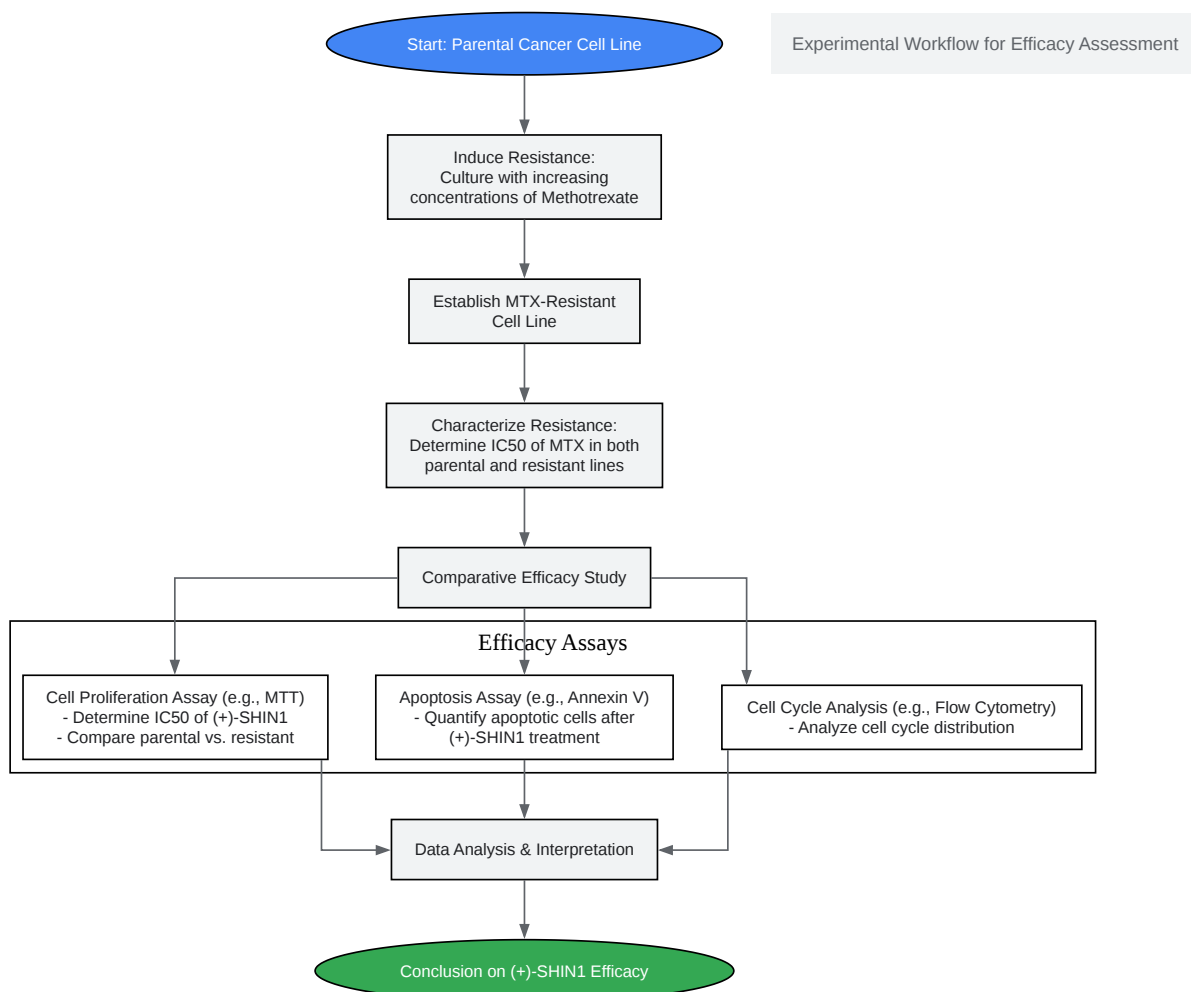 Start: Parental Cancer Cell Line
Experimental Workflow for Efficacy Assessment
Induce Resistance:
Culture with increasing
concentrations of Methotrexate
Establish MTX-Resistant
Cell Line
Characterize Resistance:
Determine IC50 of MTX in both
parental and resistant lines
Comparative Efficacy Study
Efficacy Assays
Cell Proliferation Assay (e.g., MTT)
- Determine IC50 of (+)-SHIN1
- Compare parental vs. resistant
Apoptosis Assay (e.g., Annexin V)
- Quantify apoptotic cells after
(+)-SHIN1 treatment
Cell Cycle Analysis (e.g., Flow Cytometry)
- Analyze cell cycle distribution
Data Analysis & Interpretation
Conclusion on (+)-SHIN1 Efficacy